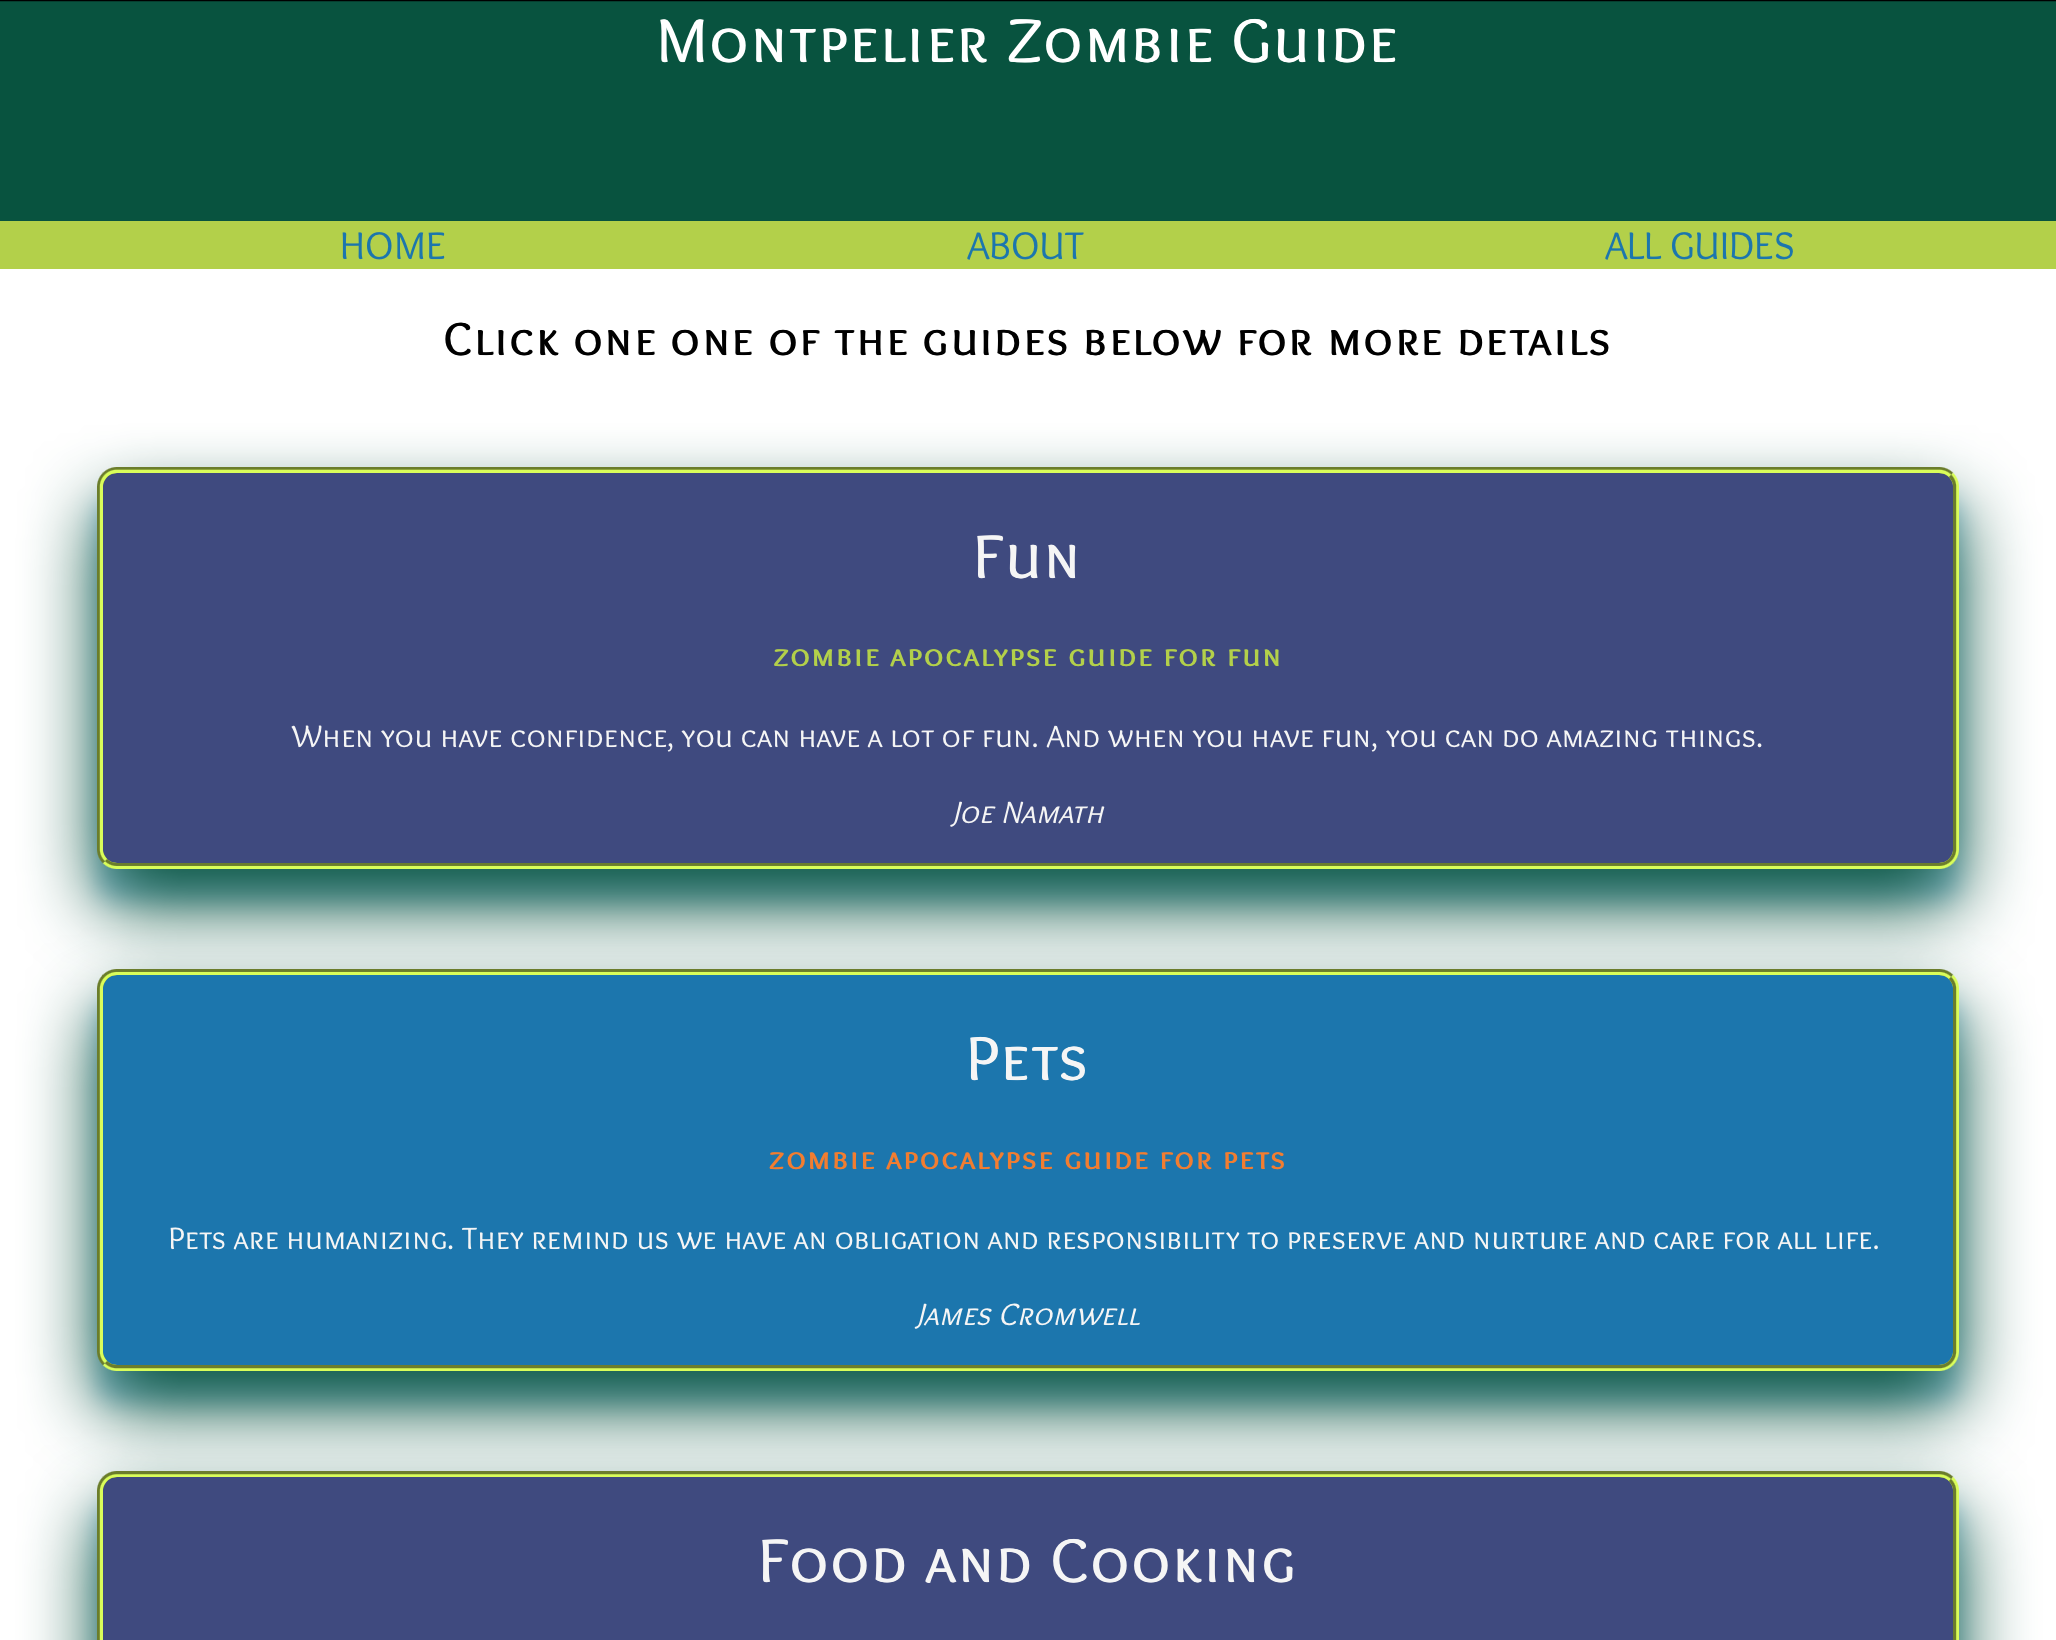 Montpelier Zombie Guide
HOME ABOUT ALL GUIDES
Click one one of the guides below for more details
Fun
zombie apocalypse guide for fun
When you have confidence, you can have a lot of fun. And when you have fun, you can do amazing things.
Joe Namath
Pets
zombie apocalypse guide for pets
Pets are humanizing. They remind us we have an obligation and responsibility to preserve and nurture and care for all life.
James Cromwell
Food and Cooking